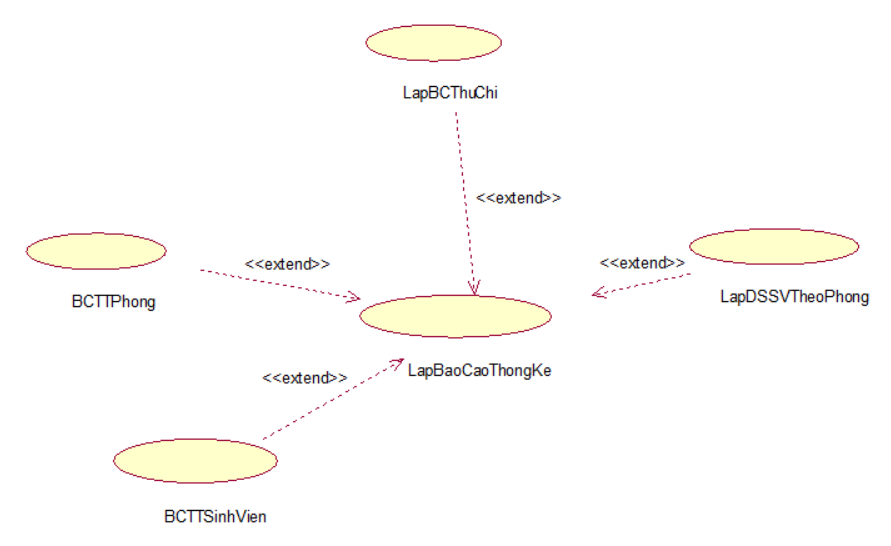 LapBCThuChi
<<extend>>
<<extend>>
<<extend>>
BCTTPhong
LapDSSVTheoPhong
LapBaoCaoThongKe
<<extend>>
BCTTSinhVien